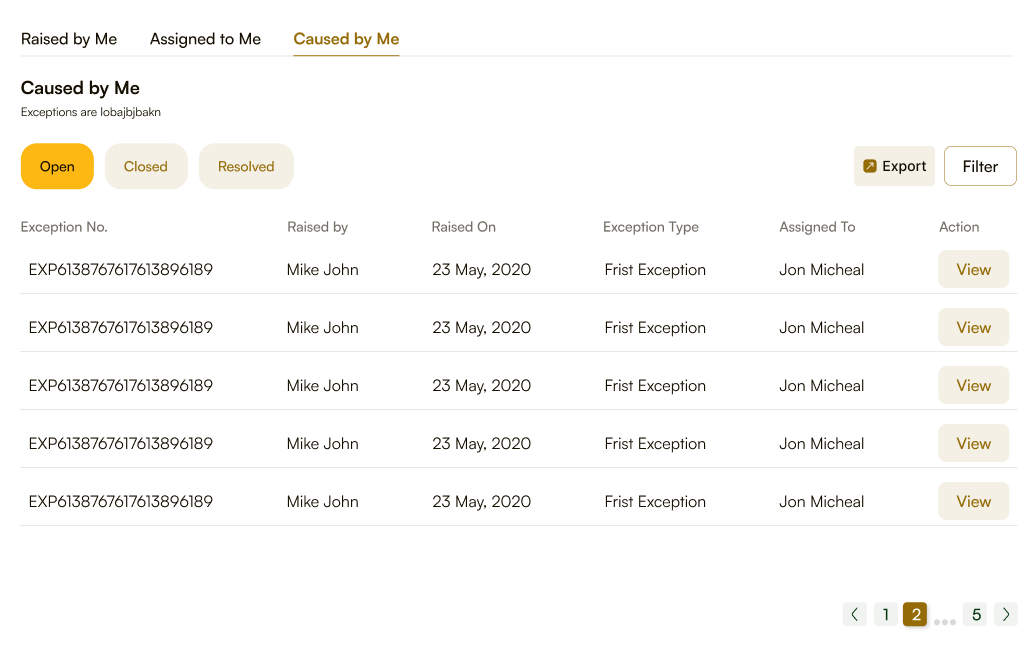 Raised by Me Assigned to Me Caused by Me
Caused by Me
Exceptions are lobajbjbakn
Open Closed Resolved Export Filter
Exception No. Raised by Raised On Exception Type Assigned To Action
EXP6138767617613896189 Mike John 23 May, 2020 Frist Exception Jon Micheal View
EXP6138767617613896189 Mike John 23 May, 2020 Frist Exception Jon Micheal View
EXP6138767617613896189 Mike John 23 May, 2020 Frist Exception Jon Micheal View
EXP6138767617613896189 Mike John 23 May, 2020 Frist Exception Jon Micheal View
EXP6138767617613896189 Mike John 23 May, 2020 Frist Exception Jon Micheal View
1 2 ... 5